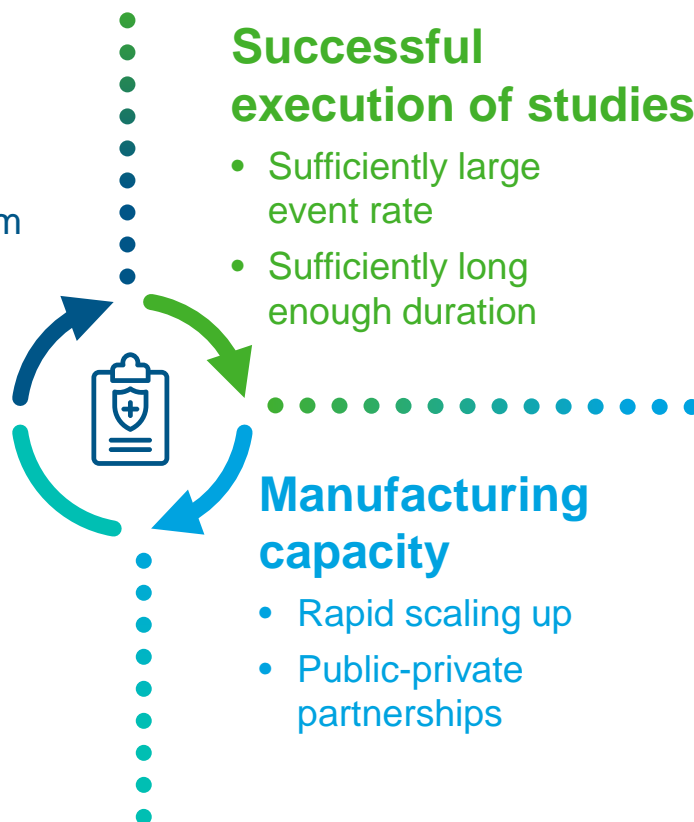 Successful
execution of studies
• Sufficiently large
event rate
• Sufficiently long
enough duration
Manufacturing
capacity
• Rapid scaling up
• Public-private
partnerships